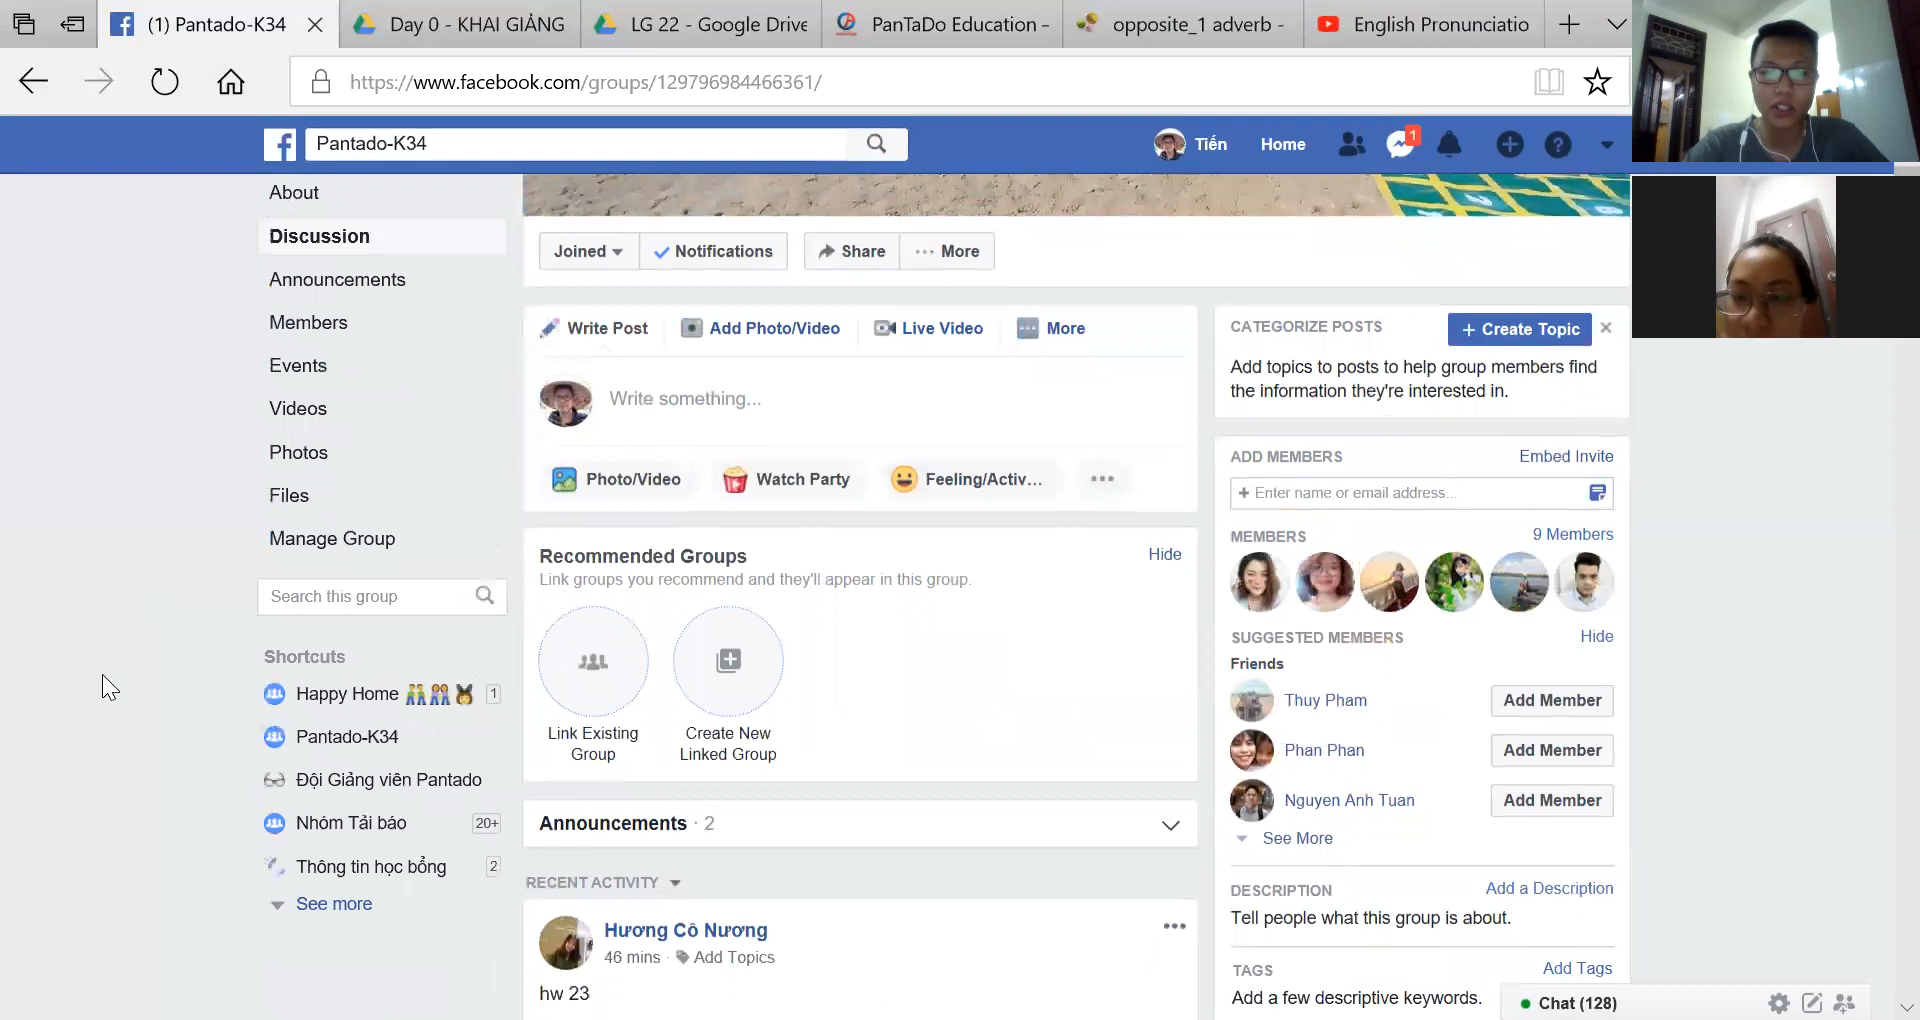 (1) Pantado-K34
Day 0 - KHAI GIẢNG
LG 22 - Google Drive
PanTaDo Education –
opposite_1 adverb -
English Pronunciatio
https://www.facebook.com/groups/129796984466361/
Pantado-K34
Tiến
Home
1
About
Discussion
Announcements
Members
Events
Videos
Photos
Files
Manage Group
Search this group
Shortcuts
Happy Home 1
Pantado-K34
Đội Giảng viên Pantado
Nhóm Tải báo 20+
Thông tin học bổng 2
See more
Joined
Notifications
Share
More
Write Post
Add Photo/Video
Live Video
More
Write something...
Photo/Video
Watch Party
Feeling/Activ...
Recommended Groups
Hide
Link groups you recommend and they'll appear in this group.
Link Existing
Group
Create New
Linked Group
Announcements · 2
RECENT ACTIVITY
Hương Cô Nương
46 mins · Add Topics
hw 23
CATEGORIZE POSTS
+ Create Topic
Add topics to posts to help group members find
the information they're interested in.
ADD MEMBERS
Embed Invite
+ Enter name or email address...
MEMBERS
9 Members
SUGGESTED MEMBERS
Hide
Friends
Thuy Pham
Add Member
Phan Phan
Add Member
Nguyen Anh Tuan
Add Member
See More
DESCRIPTION
Add a Description
Tell people what this group is about.
TAGS
Add Tags
Add a few descriptive keywords.
Chat (128)